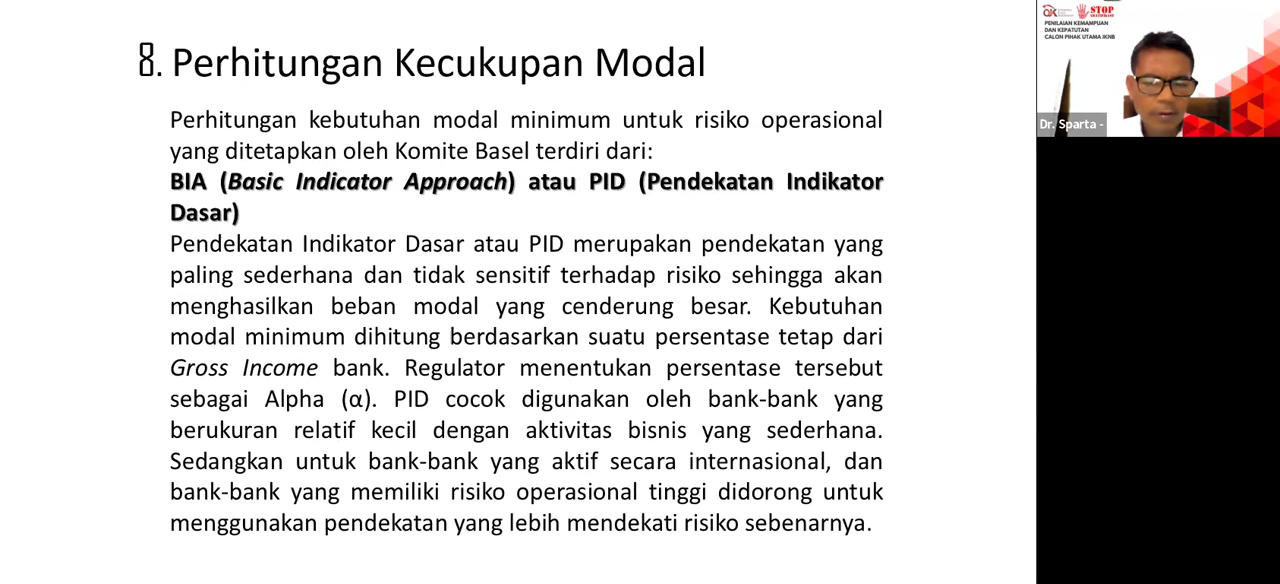 8. Perhitungan Kecukupan Modal
Perhitungan kebutuhan modal minimum untuk risiko operasional
yang ditetapkan oleh Komite Basel terdiri dari:
BIA (Basic Indicator Approach) atau PID (Pendekatan Indikator
Dasar)
Pendekatan Indikator Dasar atau PID merupakan pendekatan yang
paling sederhana dan tidak sensitif terhadap risiko sehingga akan
menghasilkan beban modal yang cenderung besar. Kebutuhan
modal minimum dihitung berdasarkan suatu persentase tetap dari
Gross Income bank. Regulator menentukan persentase tersebut
sebagai Alpha (α). PID cocok digunakan oleh bank-bank yang
berukuran relatif kecil dengan aktivitas bisnis yang sederhana.
Sedangkan untuk bank-bank yang aktif secara internasional, dan
bank-bank yang memiliki risiko operasional tinggi didorong untuk
menggunakan pendekatan yang lebih mendekati risiko sebenarnya.
STOP
PENILAIAN KEMAMPUAN
DAN KEPATUTAN
CALON PIHAK UTAMA IKNB
Dr. Sparta -